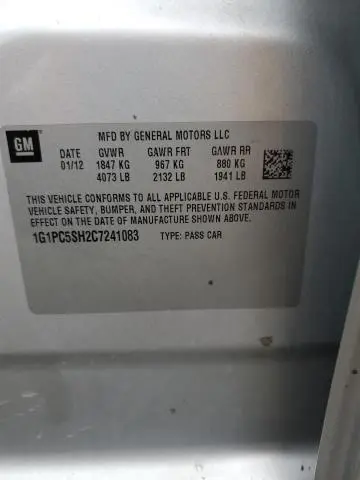 GM
MFD BY GENERAL MOTORS LLC
DATE GVWR GAWR FRT GAWR RR
01/12 1847 KG 967 KG 880 KG
4073 LB 2132 LB 1941 LB
THIS VEHICLE CONFORMS TO ALL APPLICABLE U.S. FEDERAL MOTOR
VEHICLE SAFETY, BUMPER, AND THEFT PREVENTION STANDARDS IN
EFFECT ON THE DATE OF MANUFACTURE SHOWN ABOVE.
1G1PC5SH2C7241083 TYPE: PASS CAR